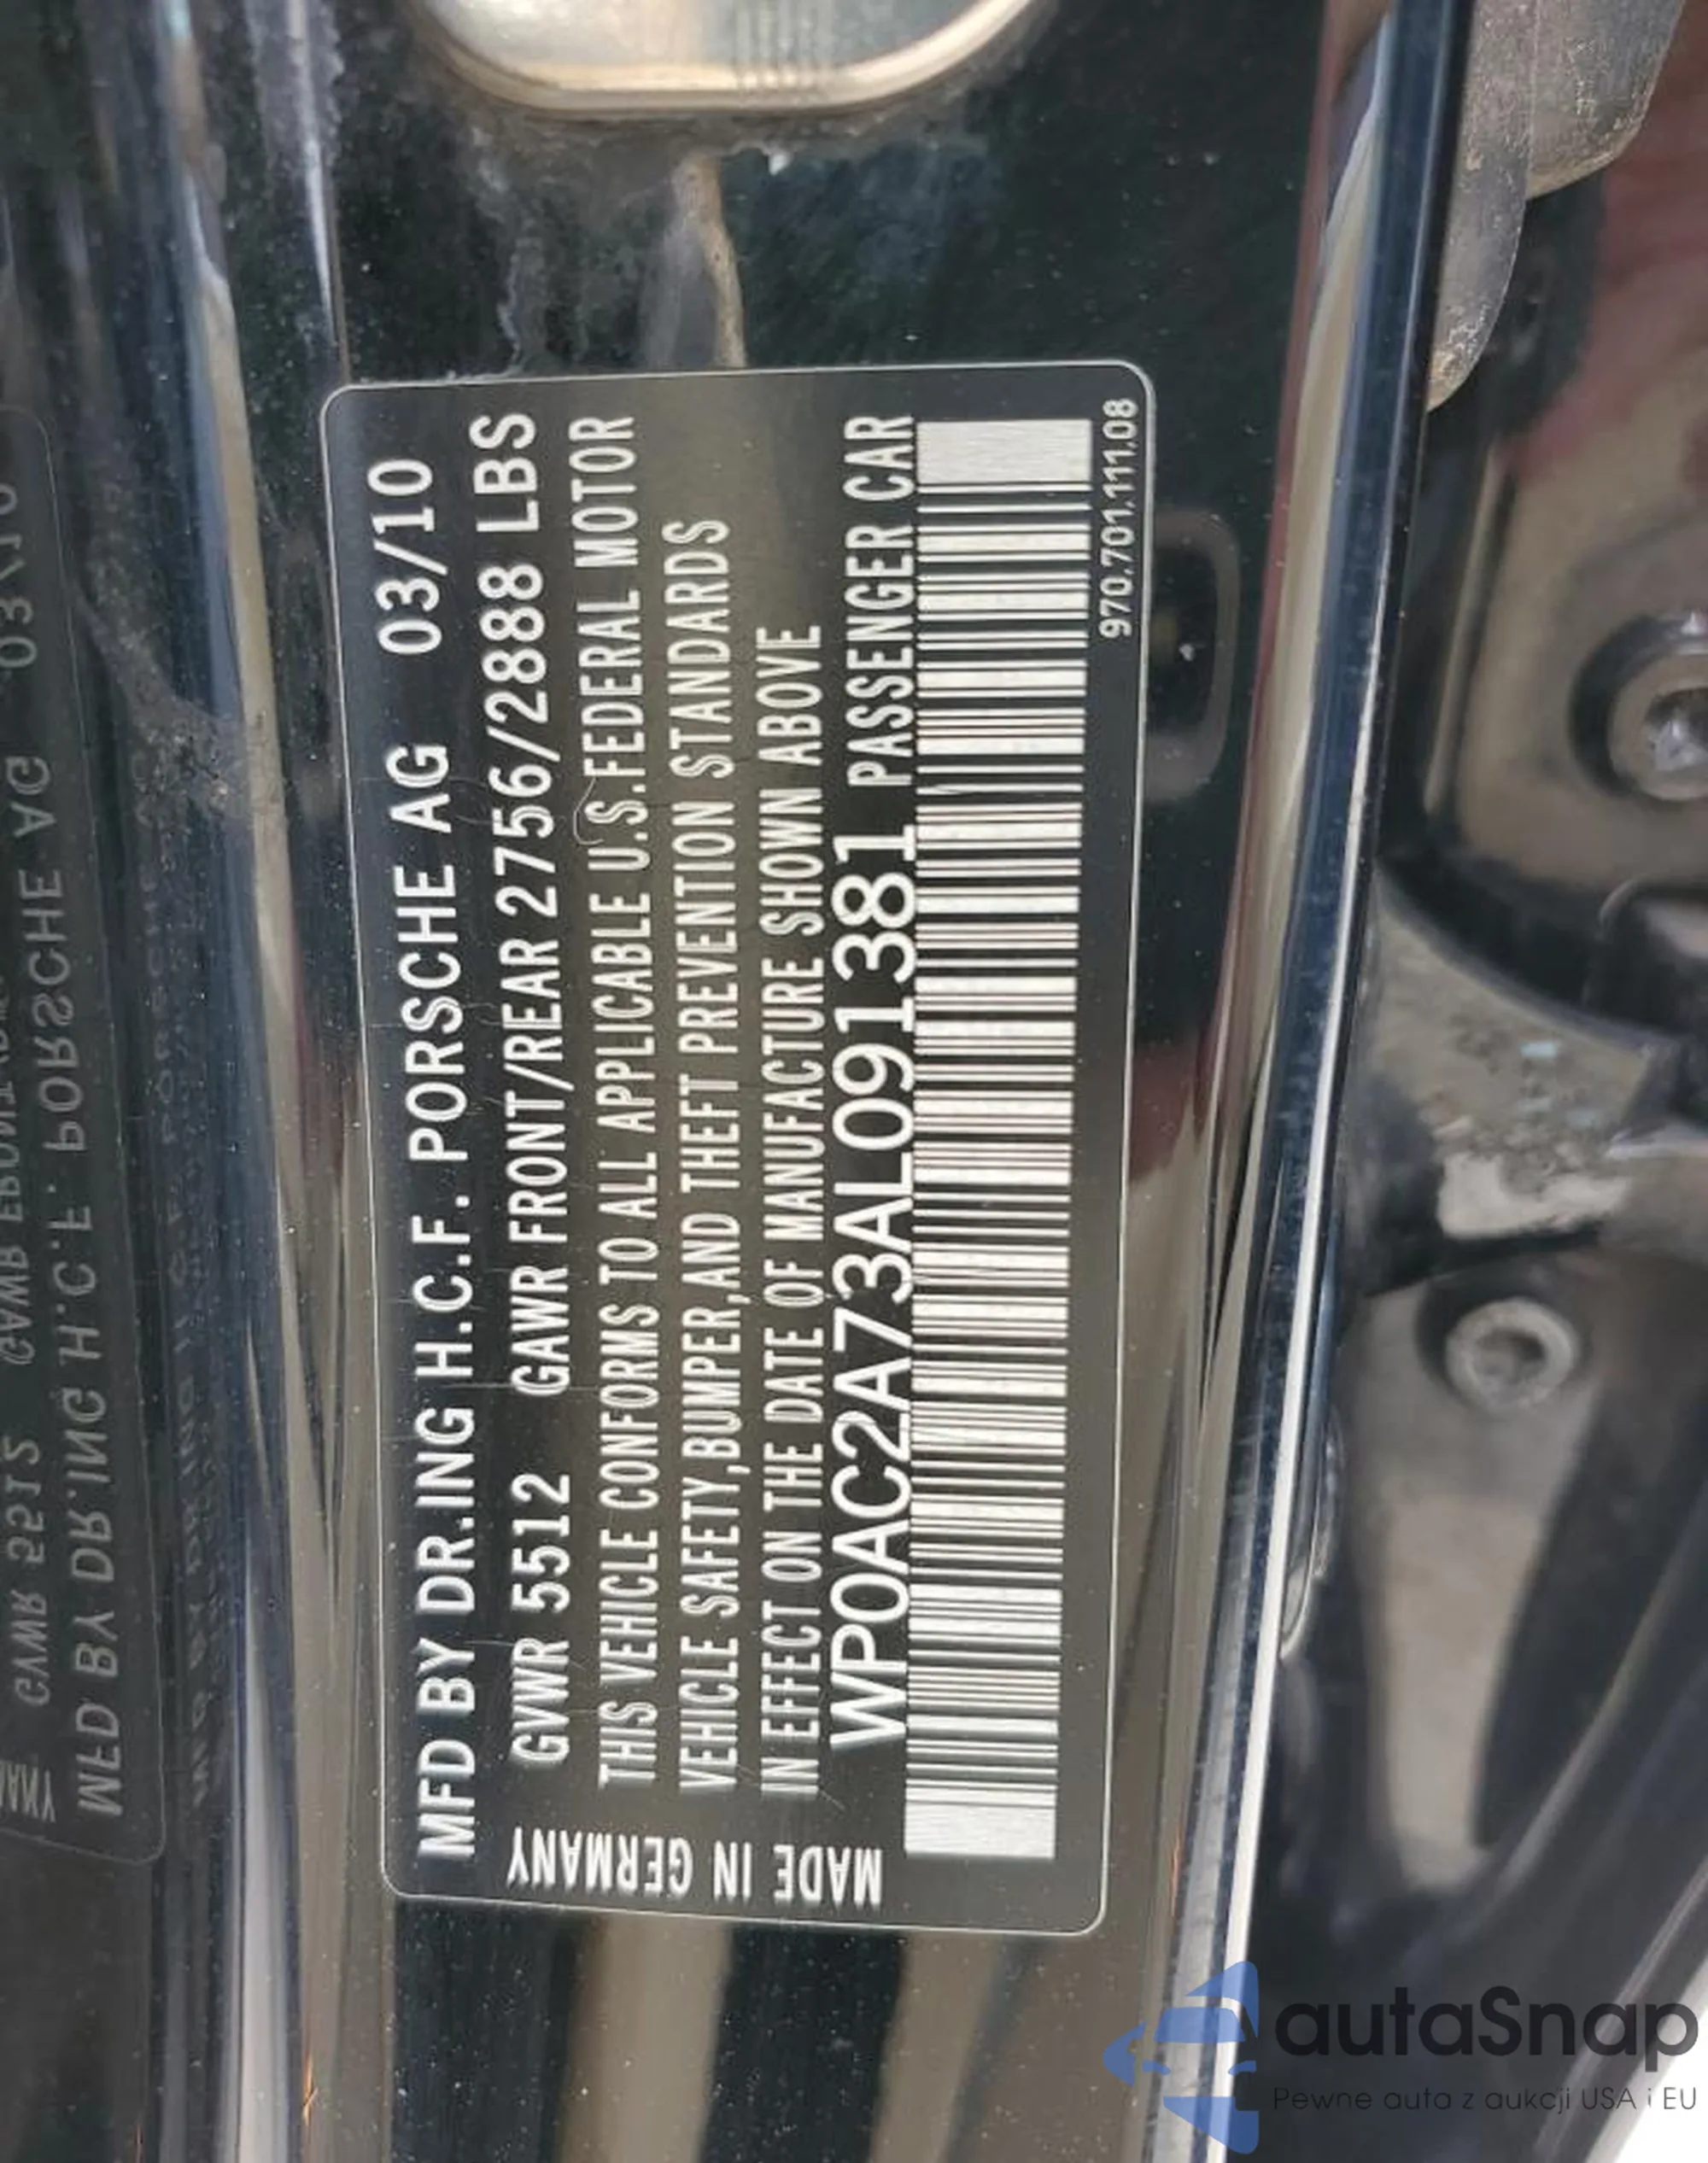 MFD BY DR.ING H.C.F. PORSCHE AG 03/10
GVWR 5512 GAWR FRONT/REAR 2756/2888 LBS
THIS VEHICLE CONFORMS TO ALL APPLICABLE U.S.FEDERAL MOTOR
VEHICLE SAFETY,BUMPER,AND THEFT PREVENTION STANDARDS
IN EFFECT ON THE DATE OF MANUFACTURE SHOWN ABOVE
WP0AC2A73AL091381 PASSENGER CAR
970.701.111.08
MADE IN GERMANY
autaSnap
Pewne auta z aukcji USA i EU